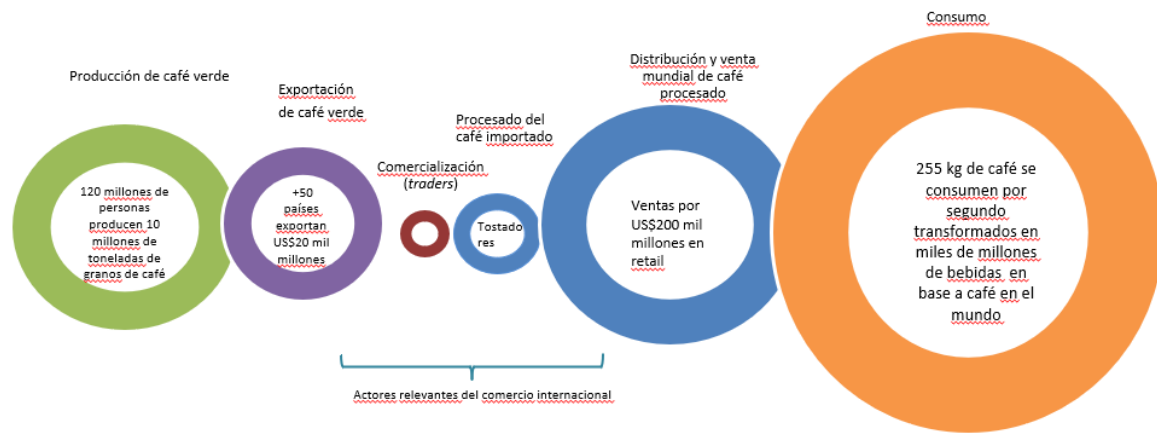 Producción de café verde
120 millones de
personas
producen 10
millones de
toneladas de
granos de café
Exportación
de café verde
+50
países
exportan
US$20 mil
millones
Comercialización
(traders)
Procesado del
café importado
Tostado
res
Distribución y venta
mundial de café
procesado
Ventas por
US$200 mil
millones en
retail
Consumo
255 kg de café se
consumen por
segundo
transformados en
miles de millones
de bebidas en
base a café en el
mundo
Actores relevantes del comercio internacional